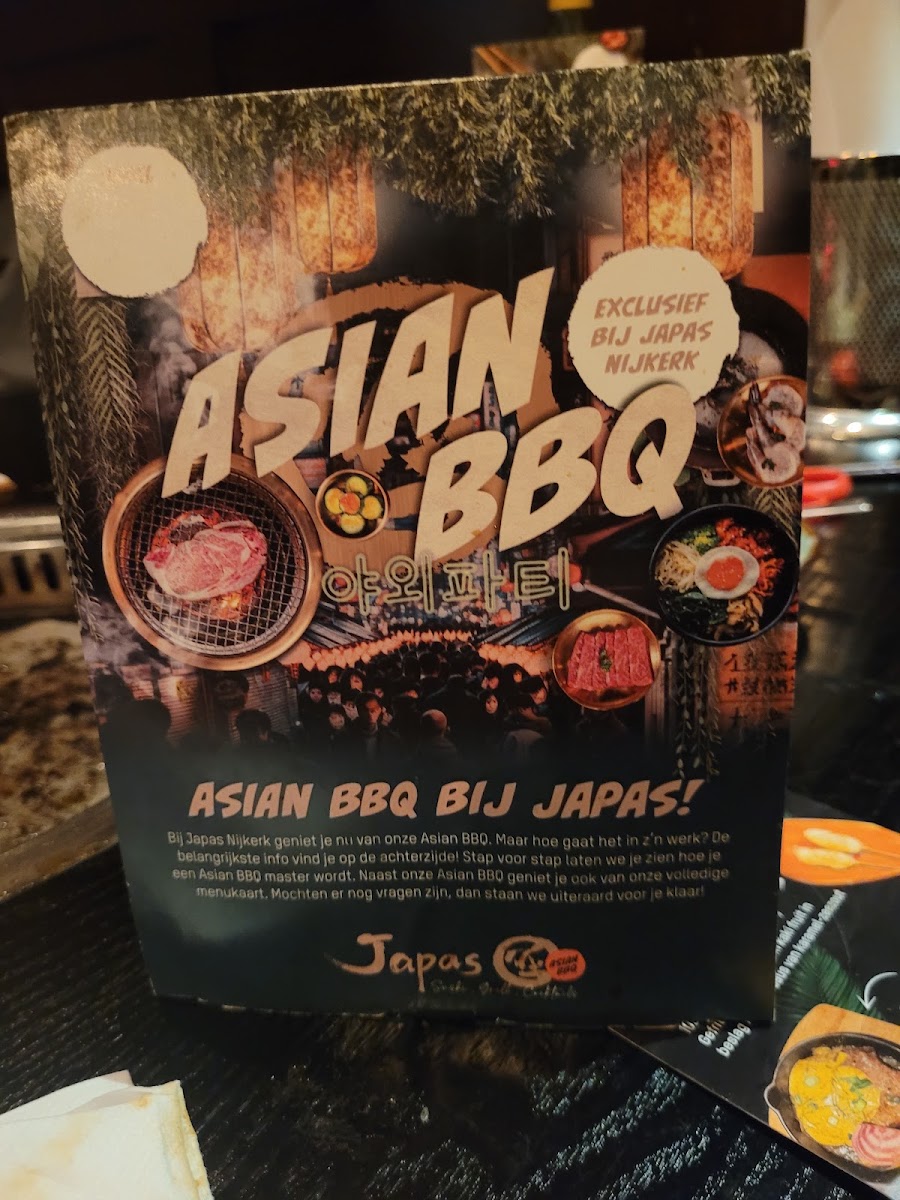 EXCLUSIEF
BIJ JAPAS
NIJKERK
ASIAN
BBQ
야외파티
ASIAN BBQ BIJ JAPAS!
Bij Japas Nijkerk geniet je nu van onze Asian BBQ. Maar hoe gaat het in z'n werk? De
belangrijkste info vind je op de achterzijde! Stap voor stap laten we je zien hoe je
een Asian BBQ master wordt. Naast onze Asian BBQ geniet je ook van onze volledige
menukaart. Mochten er nog vragen zijn, dan staan we uiteraard voor je klaar!
Japas
ASIAN
BBQ
Sushi · Grill · Cocktails